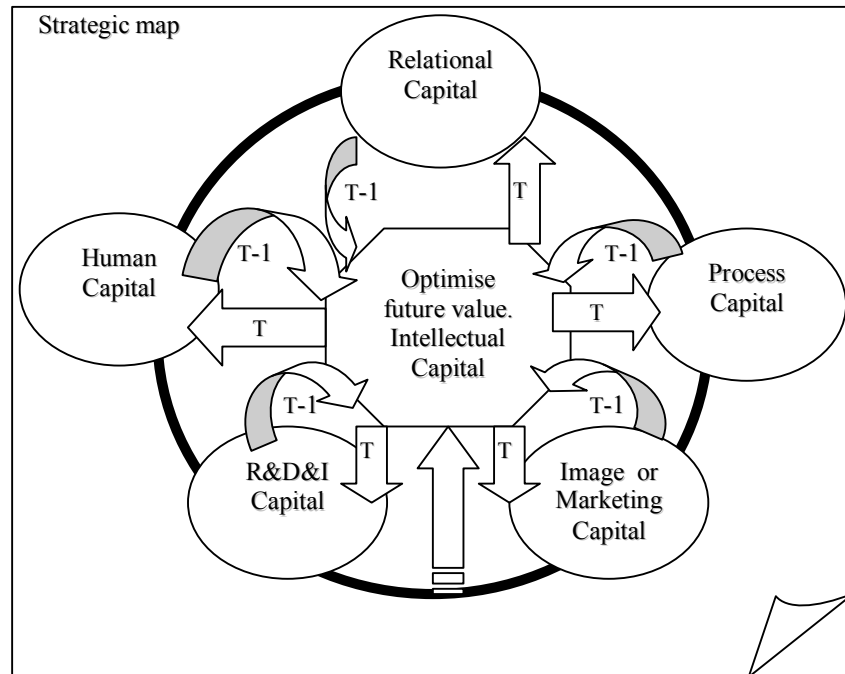 Strategic map
Relational
Capital
T-1
T
Human
Capital
T-1
T
Optimise
future value.
Intellectual
Capital
T-1
T
Process
Capital
T-1
T
R&D&I
Capital
T-1
T
Image or
Marketing
Capital